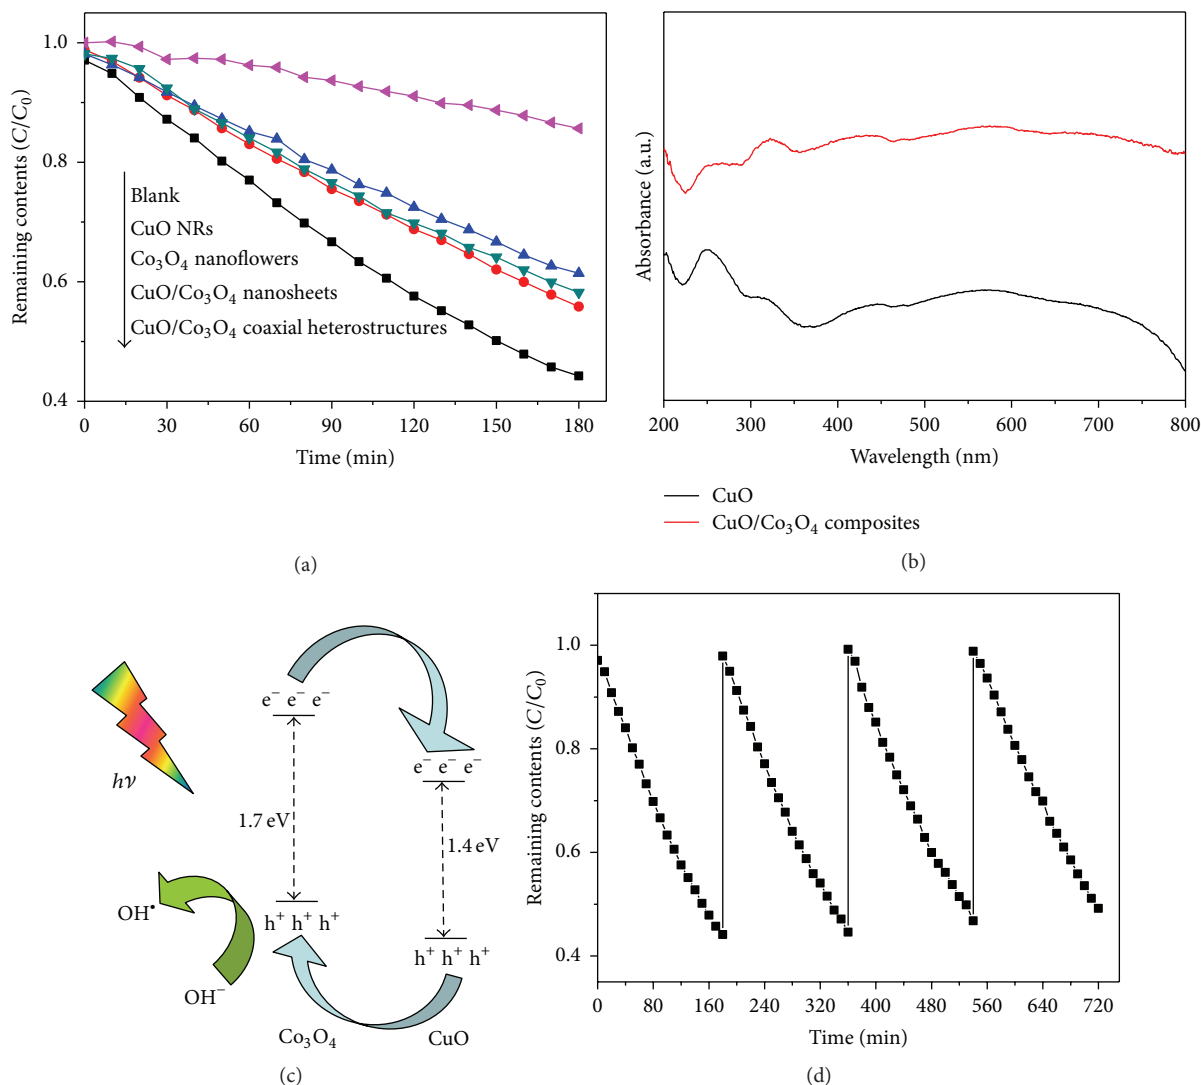 1.0
0.8
0.6
0.4
Remaining contents (C/C₀)
Blank
CuO NRs
Co₃O₄ nanoflowers
CuO/Co₃O₄ nanosheets
CuO/Co₃O₄ coaxial heterostructures
0 30 60 90 120 150 180
Time (min)
(a)
Absorbance (a.u.)
200 300 400 500 600 700 800
Wavelength (nm)
CuO
CuO/Co₃O₄ composites
(b)
hν
e⁻ e⁻ e⁻
e⁻ e⁻ e⁻
1.7 eV
1.4 eV
h⁺ h⁺ h⁺
h⁺ h⁺ h⁺
OH•
OH⁻
Co₃O₄
CuO
(c)
1.0
0.8
0.6
0.4
Remaining contents (C/C₀)
0 80 160 240 320 400 480 560 640 720
Time (min)
(d)